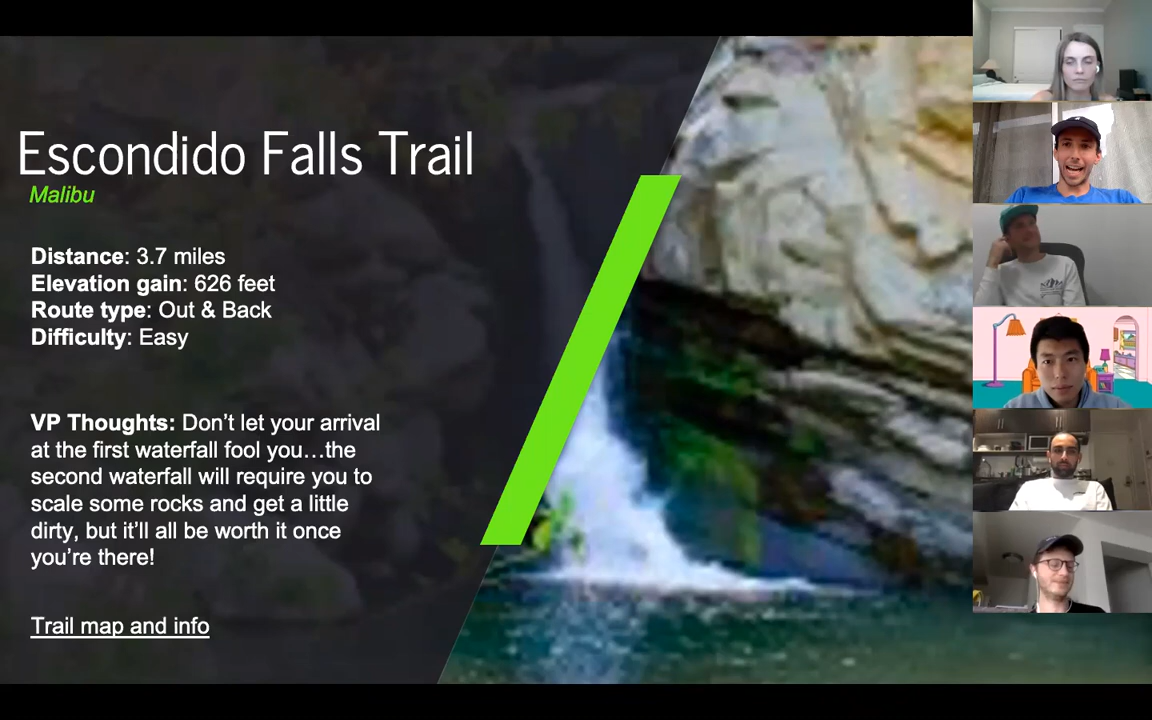 Escondido Falls Trail
Malibu
Distance: 3.7 miles
Elevation gain: 626 feet
Route type: Out & Back
Difficulty: Easy
VP Thoughts: Don’t let your arrival
at the first waterfall fool you…the
second waterfall will require you to
scale some rocks and get a little
dirty, but it’ll all be worth it once
you’re there!
Trail map and info